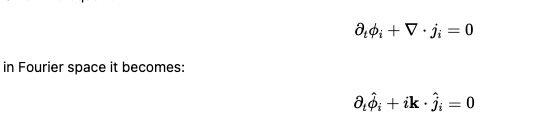 ∂ₜϕᵢ + ∇ · jᵢ = 0
in Fourier space it becomes:
∂ₜϕ̂ᵢ + i𝐤 · ĵᵢ = 0